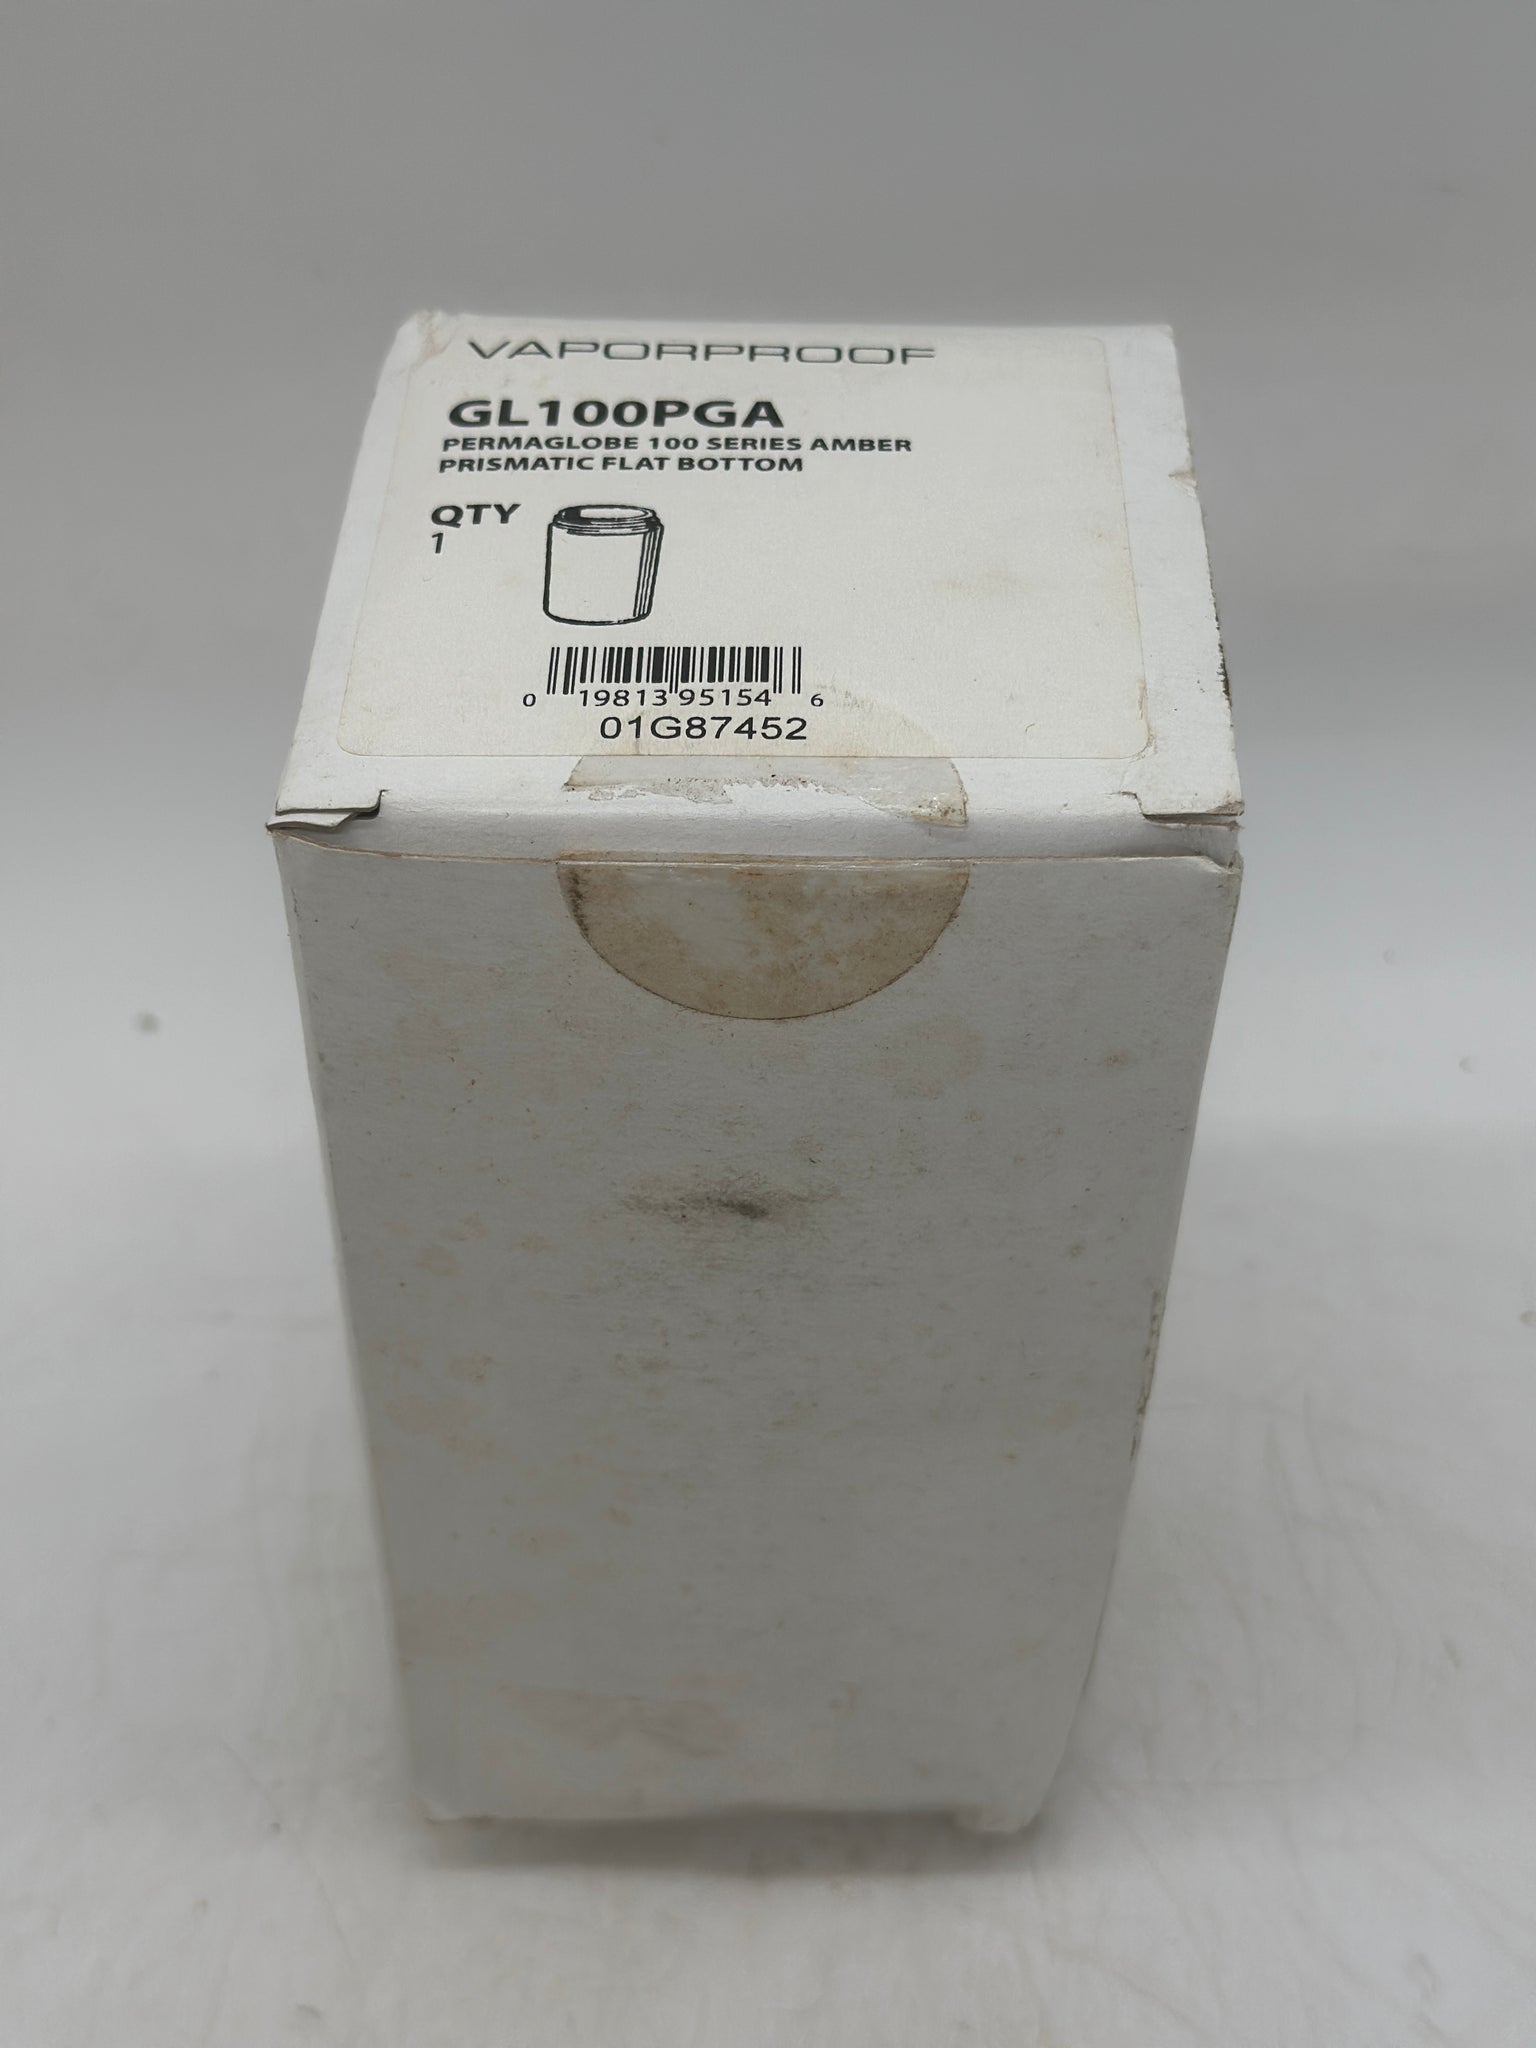 VAPORPROOF
GL100PGA
PERMAGLOBE 100 SERIES AMBER
PRISMATIC FLAT BOTTOM
QTY
1
0 19813 95154 6
01G87452